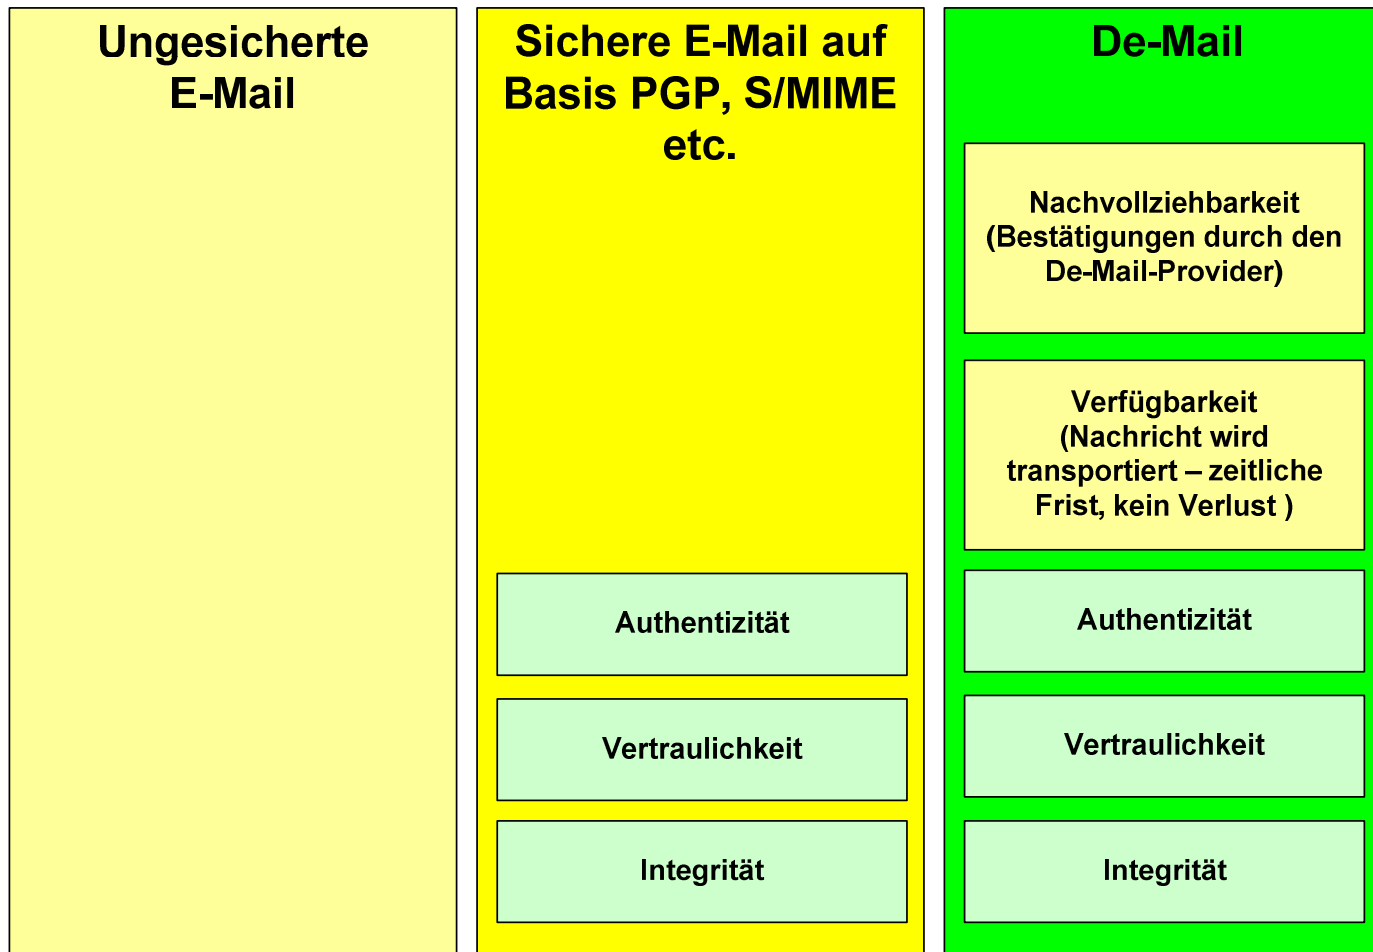 Ungesicherte
E-Mail
Sichere E-Mail auf
Basis PGP, S/MIME
etc.
Authentizität
Vertraulichkeit
Integrität
De-Mail
Nachvollziehbarkeit
(Bestätigungen durch den
De-Mail-Provider)
Verfügbarkeit
(Nachricht wird
transportiert – zeitliche
Frist, kein Verlust )
Authentizität
Vertraulichkeit
Integrität